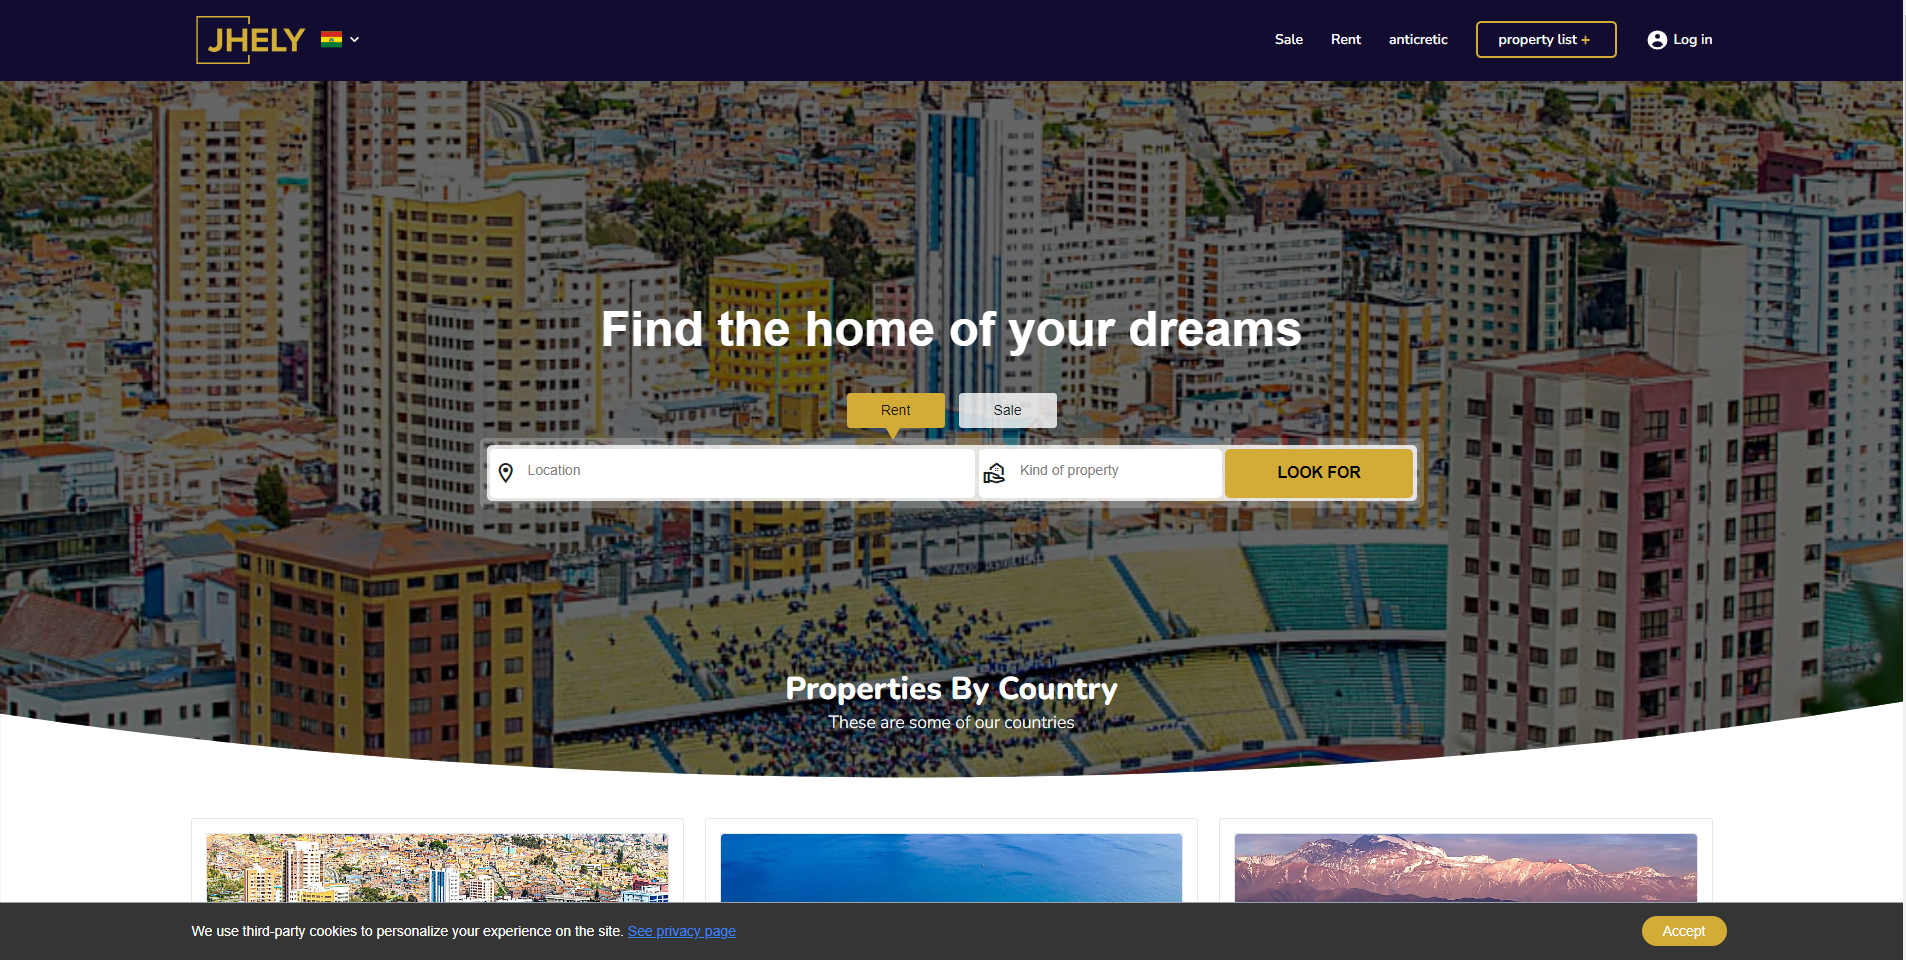 JHELY
Sale
Rent
anticretic
property list +
Log in
Find the home of your dreams
Rent
Sale
Location
Kind of property
LOOK FOR
Properties By Country
These are some of our countries
We use third-party cookies to personalize your experience on the site. See privacy page
Accept